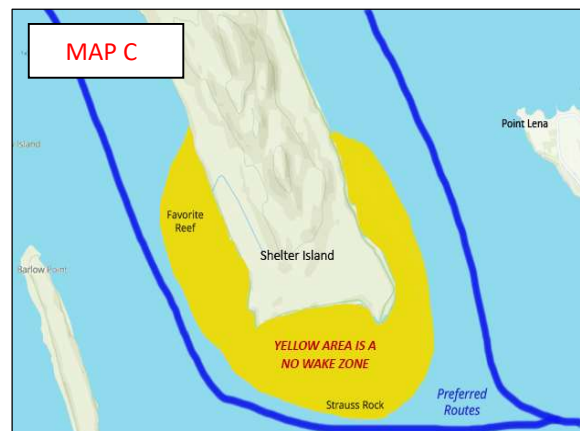 MAP C
Point Lena
Island
Favorite
Reef
Shelter Island
Barlow Point
YELLOW AREA IS A
NO WAKE ZONE
Preferred
Routes
Strauss Rock